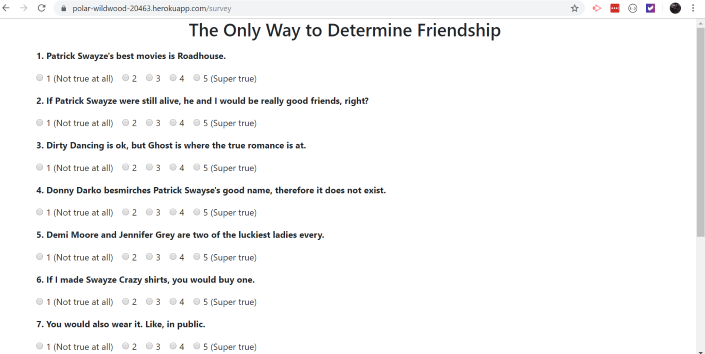 polar-wildwood-20463.herokuapp.com/survey
The Only Way to Determine Friendship
1. Patrick Swayze's best movies is Roadhouse.
1 (Not true at all) 2 3 4 5 (Super true)
2. If Patrick Swayze were still alive, he and I would be really good friends, right?
1 (Not true at all) 2 3 4 5 (Super true)
3. Dirty Dancing is ok, but Ghost is where the true romance is at.
1 (Not true at all) 2 3 4 5 (Super true)
4. Donny Darko besmirches Patrick Swayse's good name, therefore it does not exist.
1 (Not true at all) 2 3 4 5 (Super true)
5. Demi Moore and Jennifer Grey are two of the luckiest ladies every.
1 (Not true at all) 2 3 4 5 (Super true)
6. If I made Swayze Crazy shirts, you would buy one.
1 (Not true at all) 2 3 4 5 (Super true)
7. You would also wear it. Like, in public.
1 (Not true at all) 2 3 4 5 (Super true)